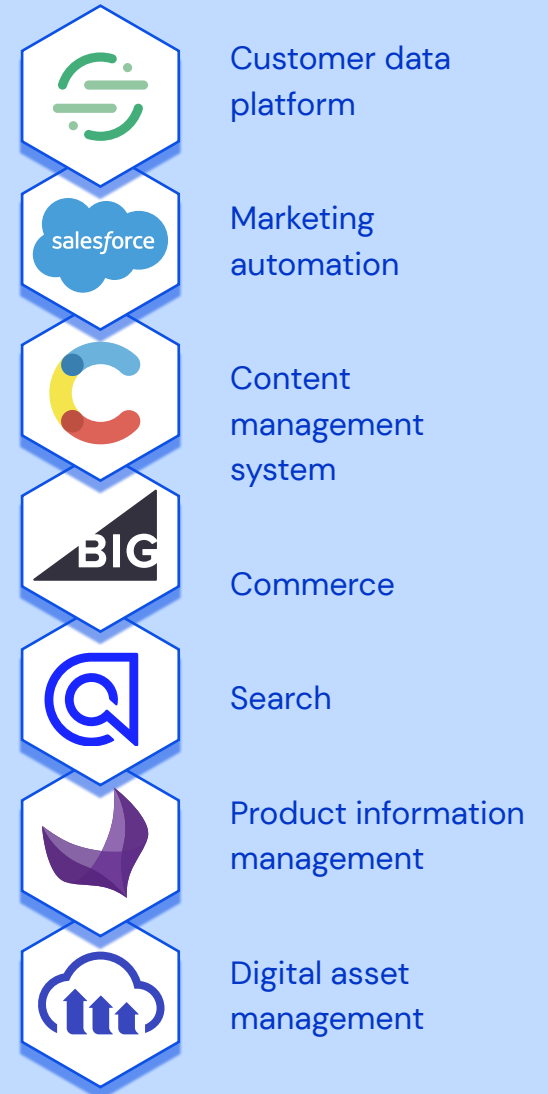 Customer data
platform
salesforce
Marketing
automation
Content
management
system
BIG
Commerce
Search
Product information
management
Digital asset
management